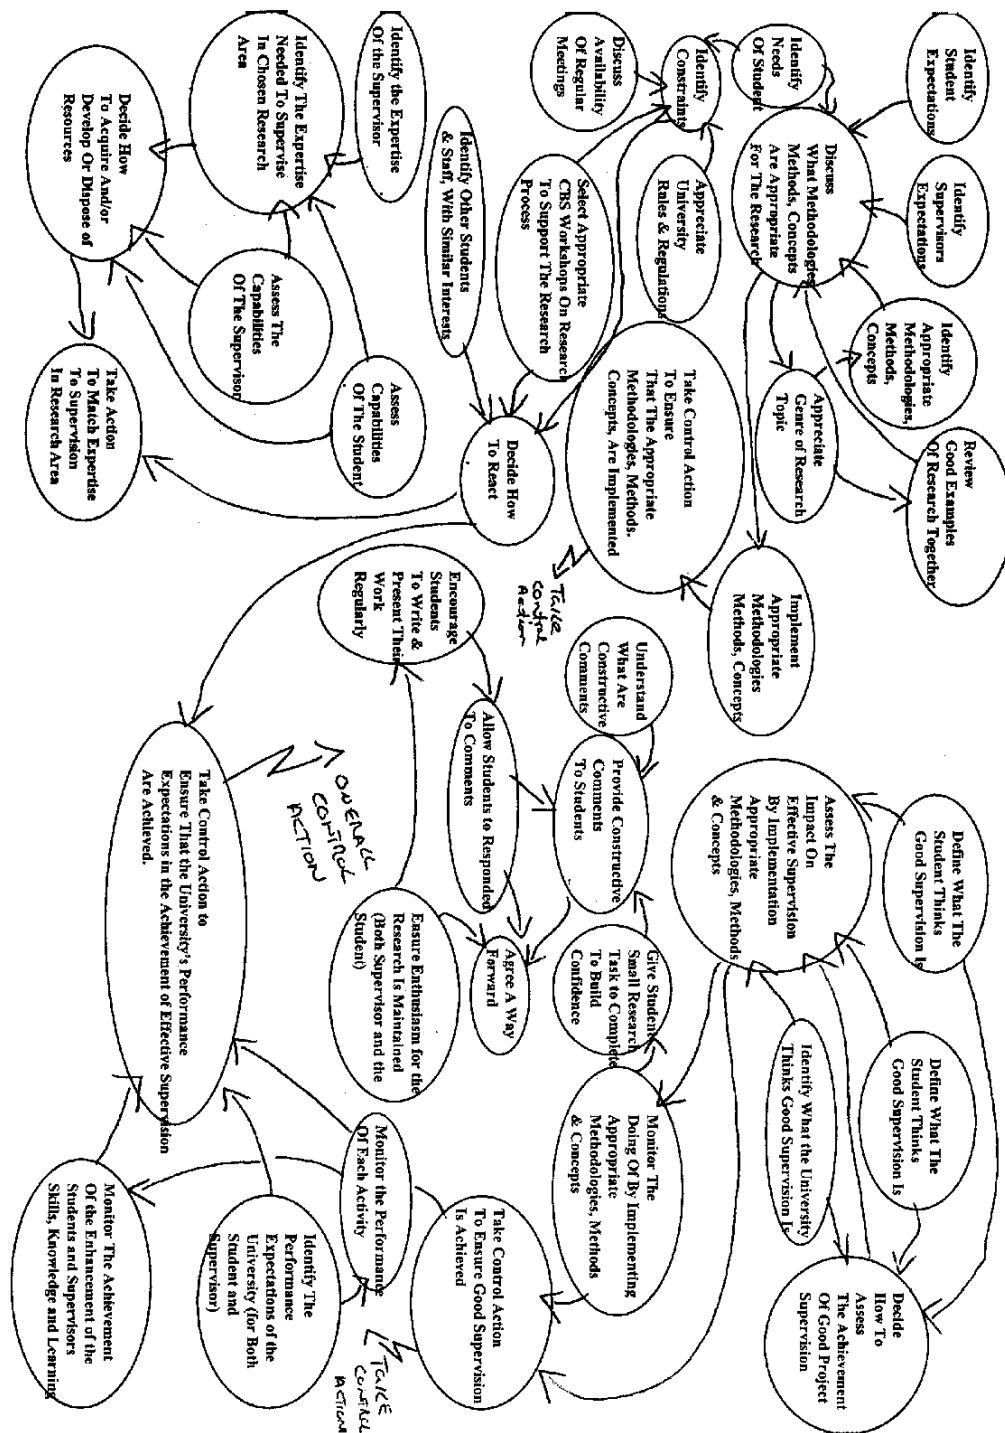 Identify
Student
Expectations
Identify
Supervisors
Expectations
Identify
Appropriate
Methodologies,
Methods,
Concepts
Review
Good Examples
Of Research Together
Identify
Needs
Of Student
Discuss
What Methodologies
Methods, Concepts
Are Appropriate
For The Research
Appreciate
Genre of Research
Topic
Implement
Appropriate
Methodologies
Methods, Concepts
Identify
Constraints
Discuss
Availability
Of Regular
Meetings
Appreciate
University
Rules & Regulations
Select Appropriate
CBS Workshops On Research
To Support The Research
Process
Take Control Action
To Ensure
That The Appropriate
Methodologies, Methods.
Concepts, Are Implemented
TAKE
CONTROL
ACTION
Identify Other Students
& Staff, With Similar Interests
Decide How
To React
Identify the Expertise
Of the Supervisor
Identify The Expertise
Needed To Supervise
In Chosen Research
Area
Assess The
Capabilities
Of The Supervisor
Assess
Capabilities
Of The Student
Decide How
To Acquire And/or
Develop Or Dispose of
Resources
Take Action
To Match Expertise
To Supervision
In Research Area
Define What The
Student Thinks
Good Supervision Is
Define What The
Student Thinks
Good Supervision Is
Identify What the University
Thinks Good Supervision Is
Decide
How To
Assess
The Achievement
Of Good Project
Supervision
Assess The
Impact On
Effective Supervision
By Implementation
Appropriate
Methodologies, Methods
& Concepts
Understand
What Are
Constructive
Comments
Provide Constructive
Comments
To Students
Give Student
Small Research
Task to Complete
To Build
Confidence
Monitor The
Doing Of By Implementing
Appropriate
Methodologies, Methods
& Concepts
Encourage
Students
To Write &
Present Their
Work
Regularly
Allow Students to Responded
To Comments
Agree A Way
Forward
Ensure Enthusiasm for the
Research Is Maintained
(Both Supervisor and the
Student)
Take Control Action
To Ensure Good Supervision
Is Achieved
TAKE
CONTROL
ACTION
Monitor the Performance
Of Each Activity
Identify The
Performance
Expectations of the
University (for Both
Student and
Supervisor)
OVERALL
CONTROL
ACTION
Take Control Action to
Ensure That the University's Performance
Expectations in the Achievement of Effective Supervision
Are Achieved.
Monitor The Achievement
Of the Enhancement of the
Students and Supervisors
Skills, Knowledge and Learning